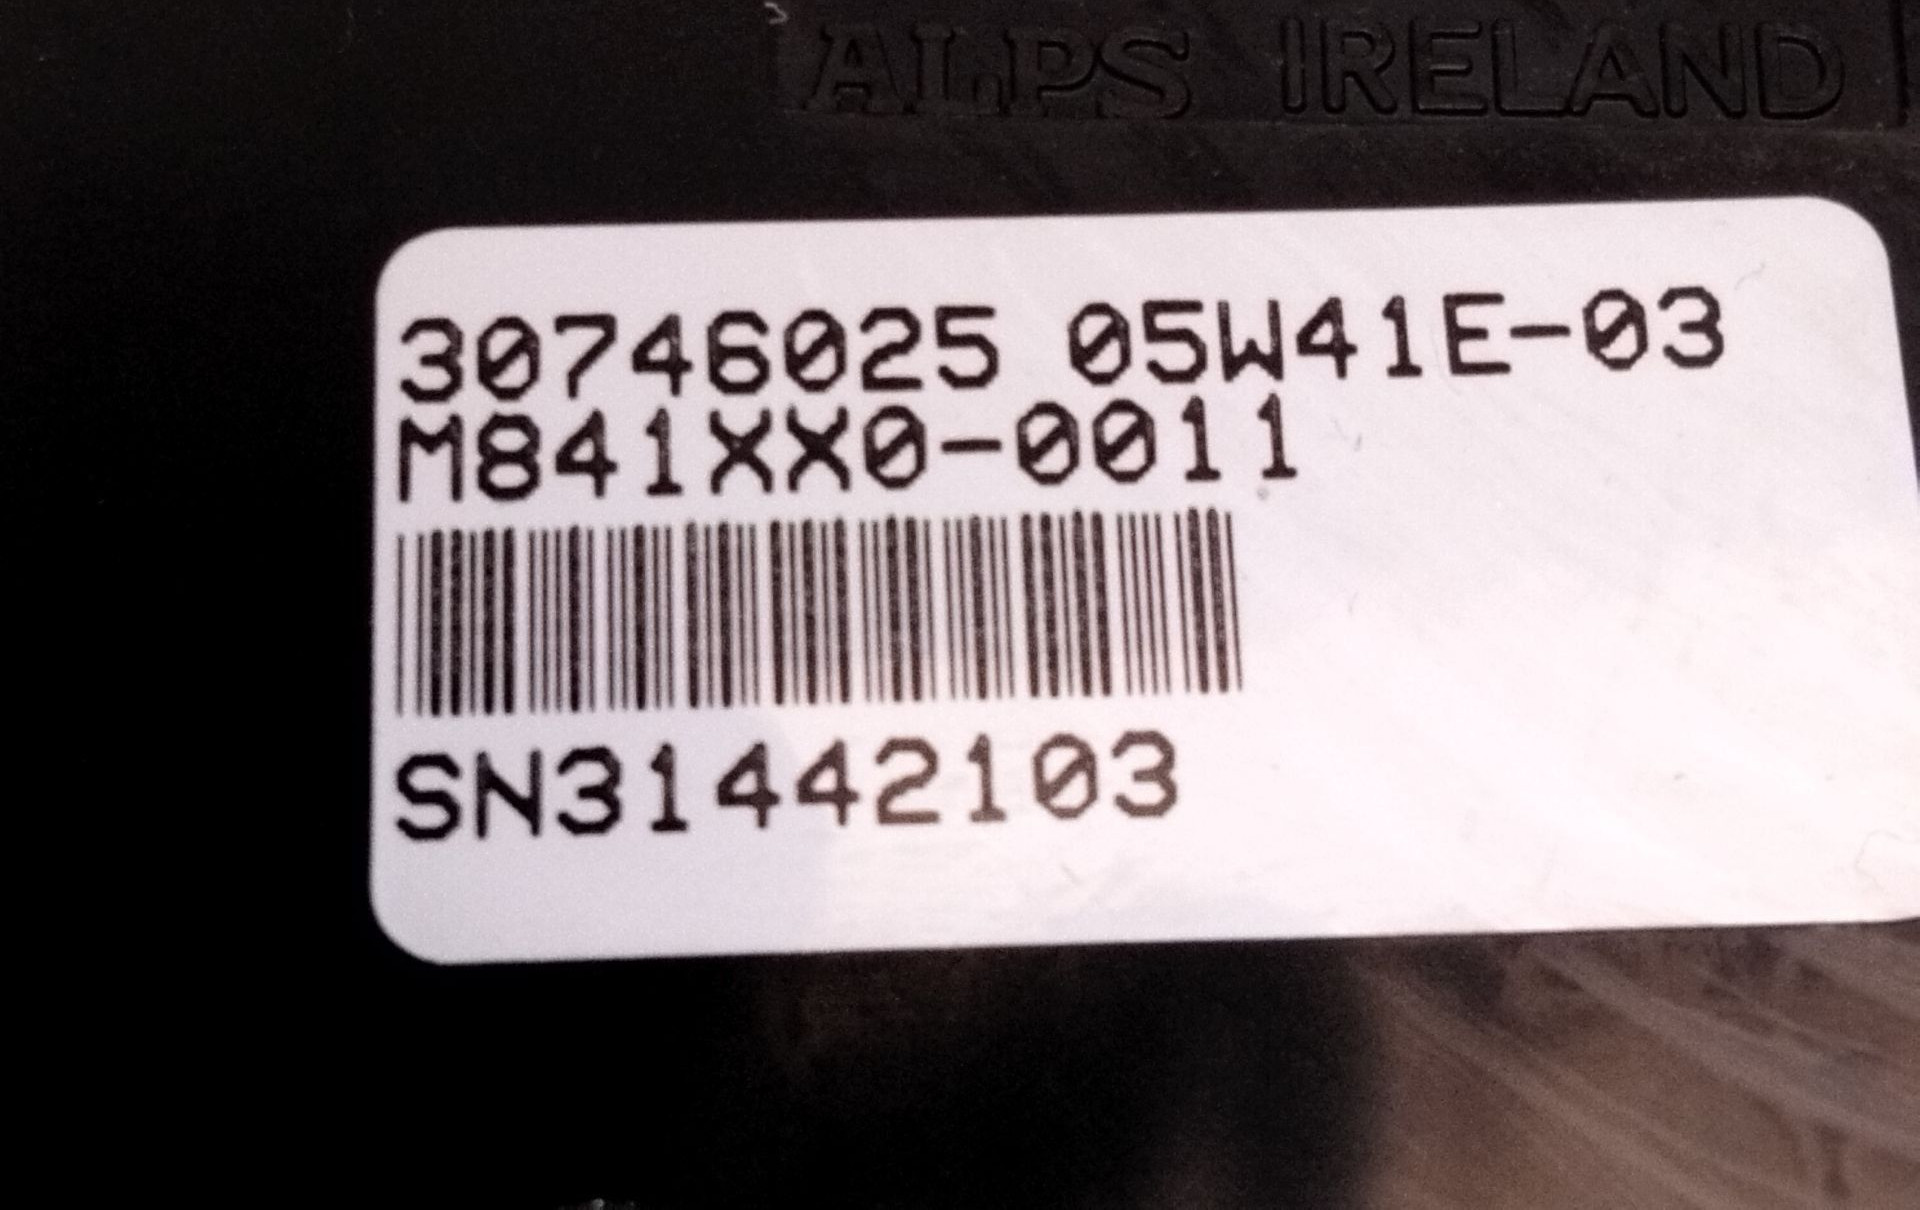 ALPS IRELAND
30746025 05W41E-03
M841XX0-0011
SN31442103